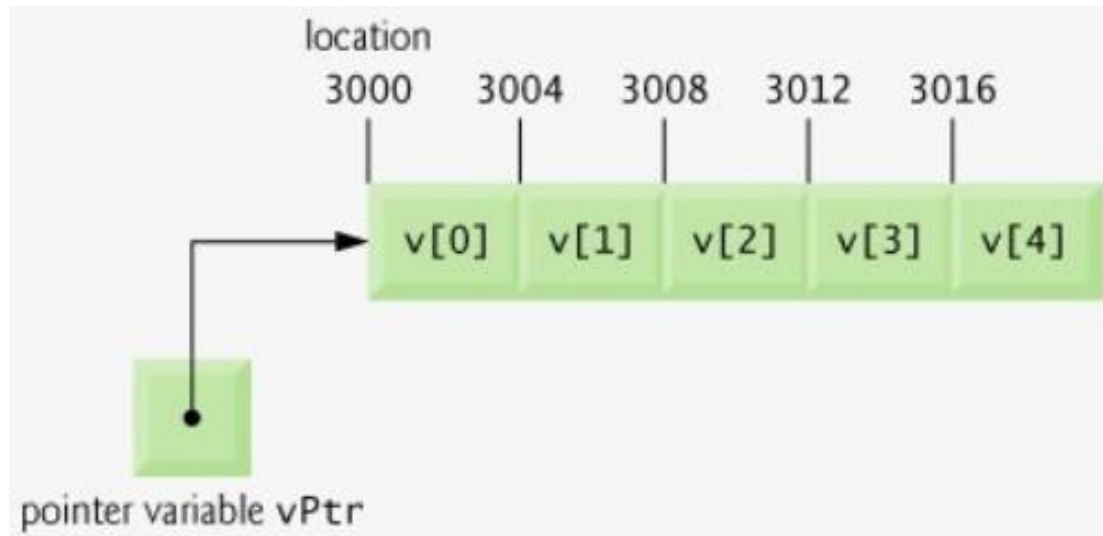 location
3000 3004 3008 3012 3016
v[0] v[1] v[2] v[3] v[4]
pointer variable vPtr